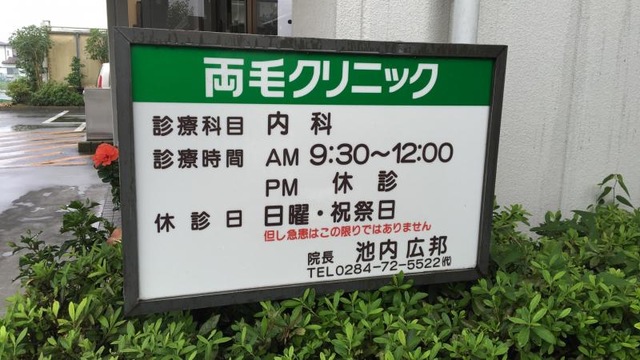 両毛クリニック
診療科目 内科
診療時間 AM 9:30～12:00
PM 休診
休診日 日曜・祝祭日
但し急患はこの限りではありません
院長 池内広邦
TEL0284-72-5522㈹